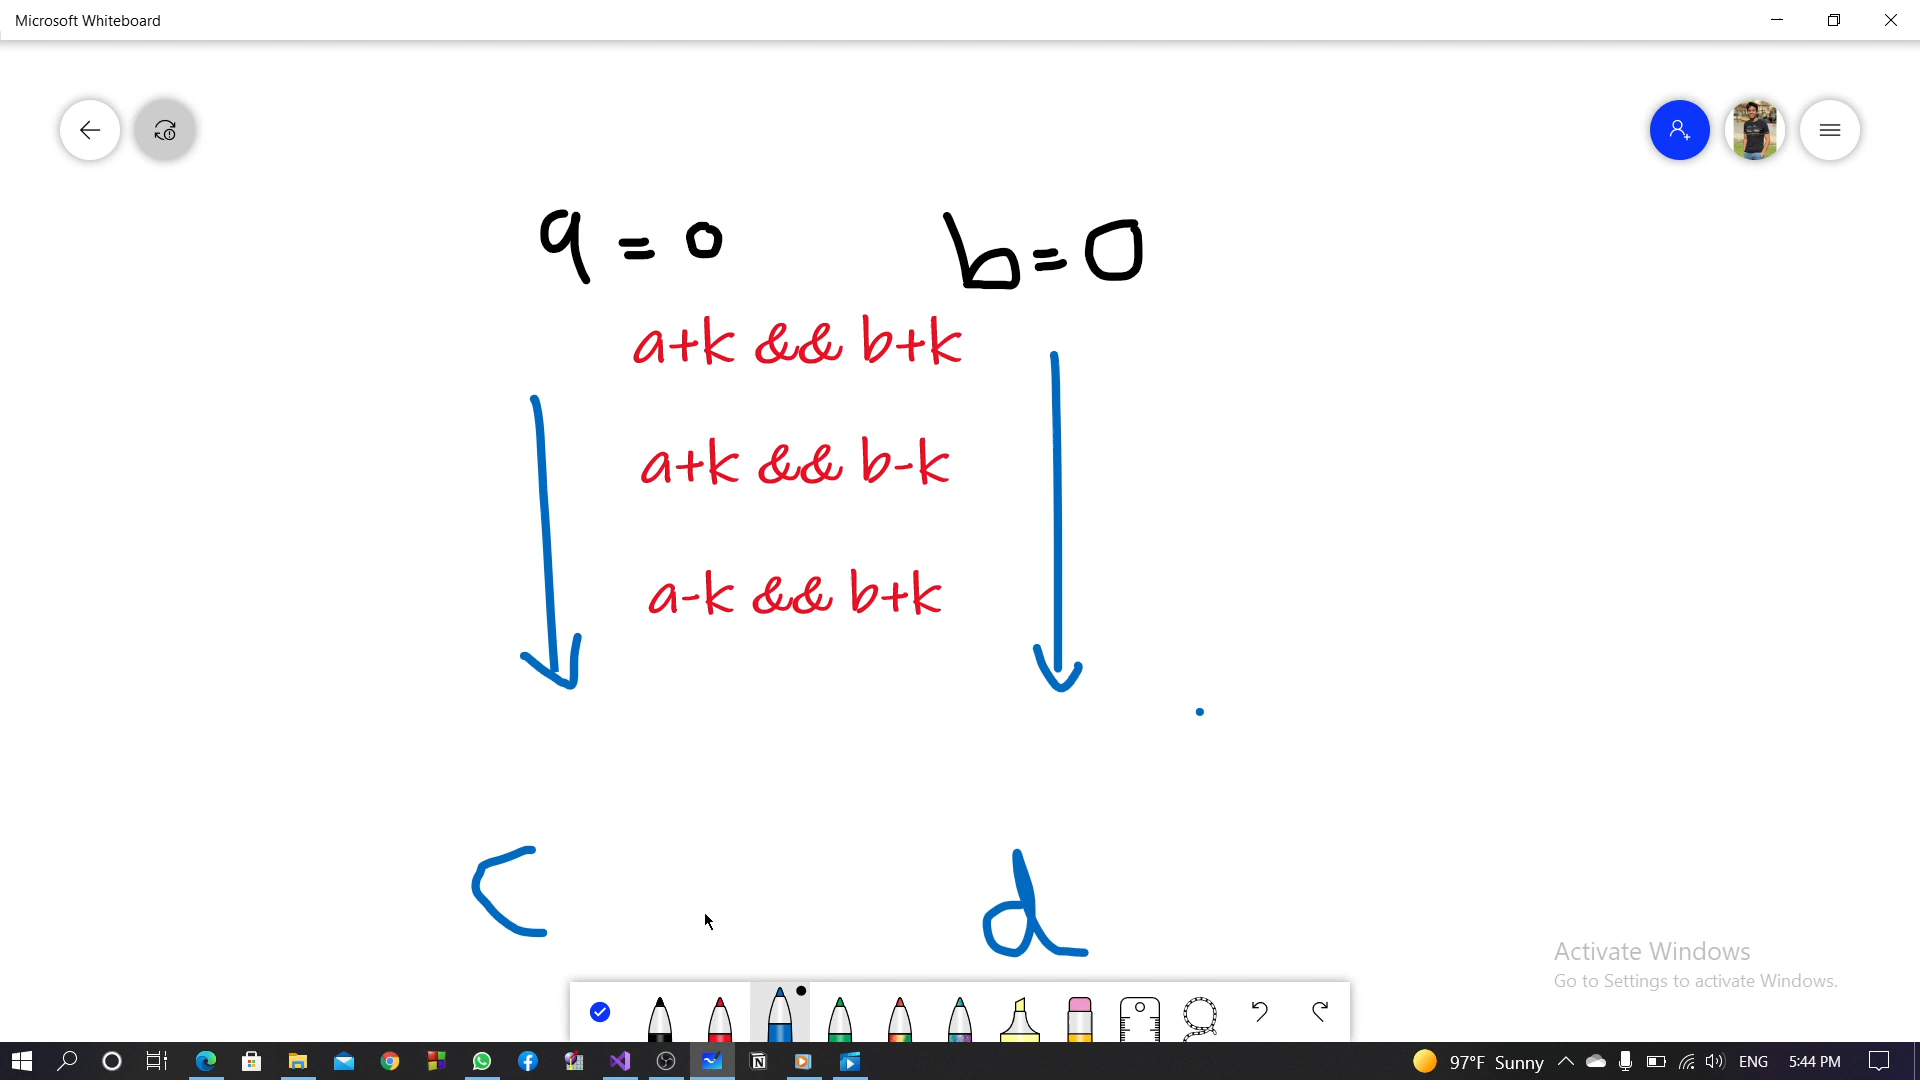 Microsoft Whiteboard
a = 0 b = 0
a+k && b+k
a+k && b-k
a-k && b+k
c d
Activate Windows
Go to Settings to activate Windows.
97°F Sunny ENG 5:44 PM